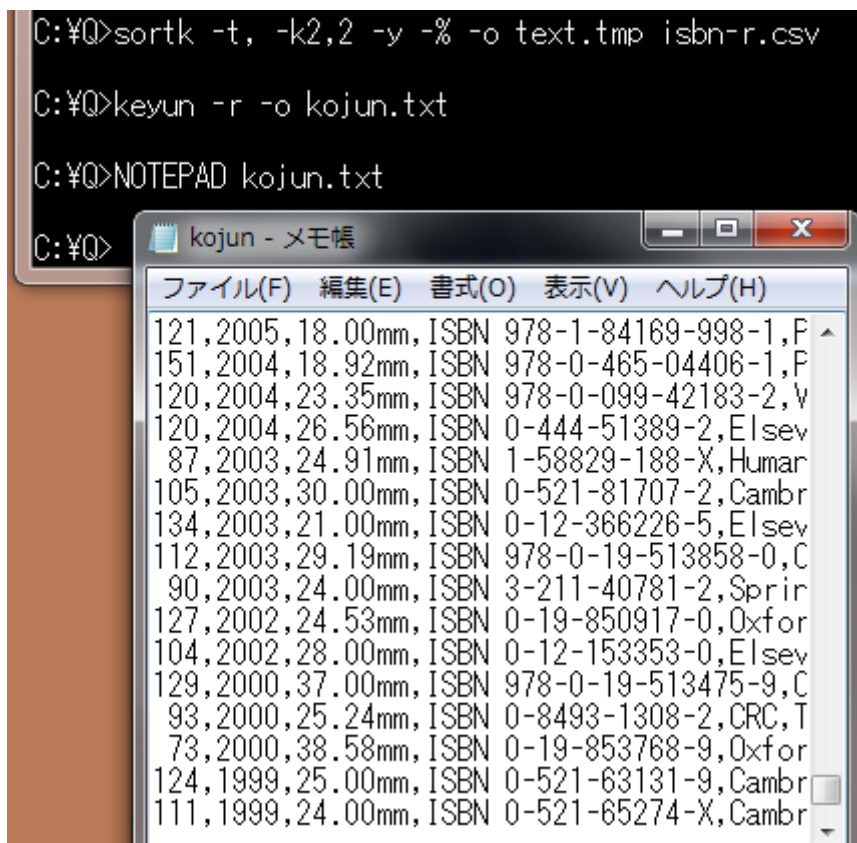 C:¥Q>sortk -t, -k2,2 -y -% -o text.tmp isbn-r.csv
C:¥Q>keyun -r -o kojun.txt
C:¥Q>NOTEPAD kojun.txt
C:¥Q>
kojun - メモ帳
ファイル(F) 編集(E) 書式(O) 表示(V) ヘルプ(H)
121,2005,18.00mm,ISBN 978-1-84169-998-1,P
151,2004,18.92mm,ISBN 978-0-465-04406-1,P
120,2004,23.35mm,ISBN 978-0-099-42183-2,V
120,2004,26.56mm,ISBN 0-444-51389-2,Elsev
87,2003,24.91mm,ISBN 1-58829-188-X,Human
105,2003,30.00mm,ISBN 0-521-81707-2,Cambr
134,2003,21.00mm,ISBN 0-12-366226-5,Elsev
112,2003,29.19mm,ISBN 978-0-19-513858-0,O
90,2003,24.00mm,ISBN 3-211-40781-2,Sprin
127,2002,24.53mm,ISBN 0-19-850917-0,Oxfor
104,2002,28.00mm,ISBN 0-12-153353-0,Elsev
129,2000,37.00mm,ISBN 978-0-19-513475-9,O
93,2000,25.24mm,ISBN 0-8493-1308-2,CRC,T
73,2000,38.58mm,ISBN 0-19-853768-9,Oxfor
124,1999,25.00mm,ISBN 0-521-63131-9,Cambr
111,1999,24.00mm,ISBN 0-521-65274-X,Cambr